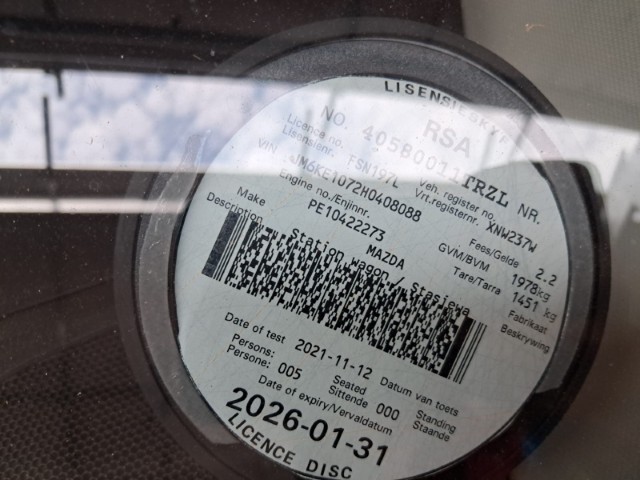 LISENSIESKYF
RSA
NO. 40580011TRZL NR.
Licence no.
Lisensienr. FSN197L
Veh. register no.
Vrt.registernr. XNW237W
VIN JM6KE1072H0408088
Fees/Gelde 2.2
Engine no./Enjinnr. PE10422273
GVM/BVM 1978kg
Tare/Tarra 1451 kg
Make MAZDA Fabrikaat
Description Station wagon / Stasiewa Beskrywing
Date of test 2021-11-12 Datum van toets
Persons: Seated Standing
Persone: 005 Sittende 000 Staande
Date of expiry/Vervaldatum
2026-01-31
LICENCE DISC